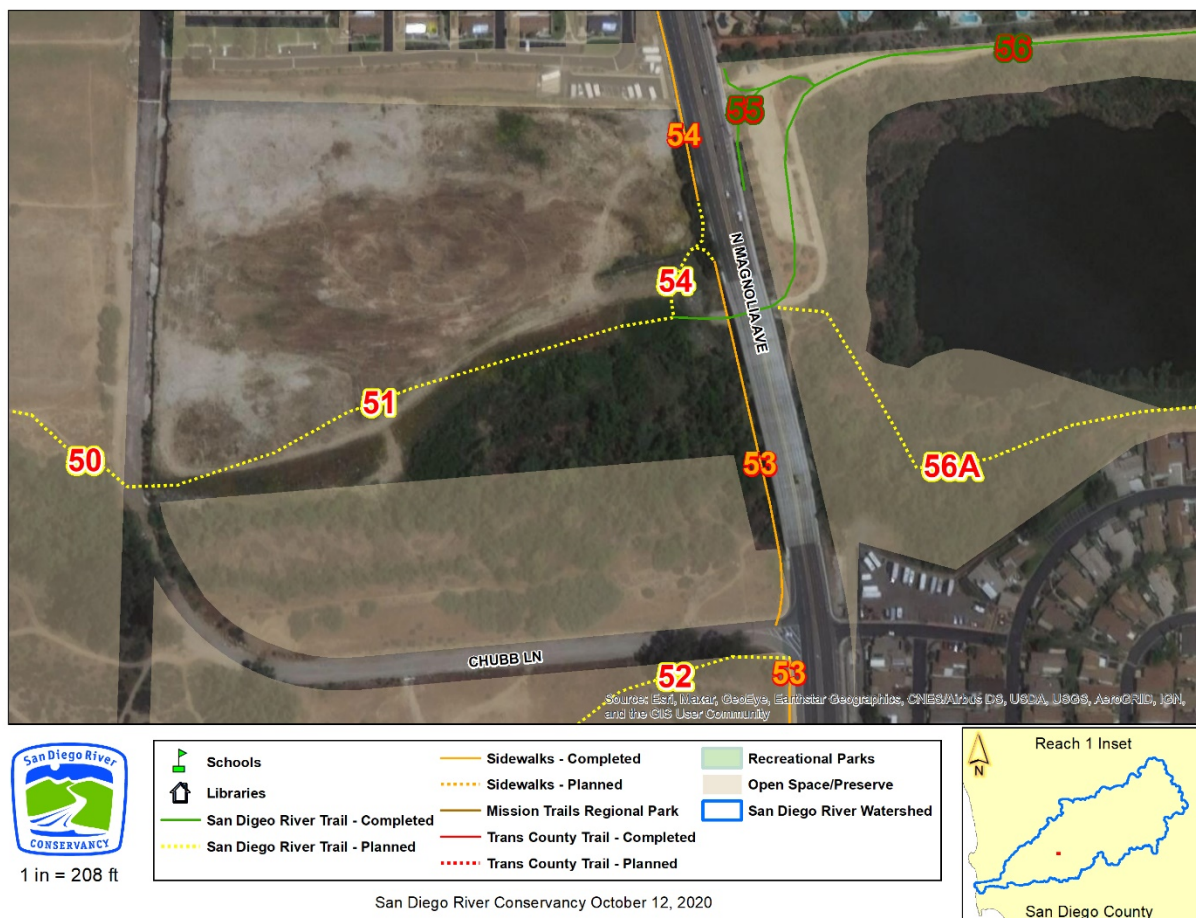 54
55
56
N MAGNOLIA AVE
54
51
50
53
56A
CHUBB LN
52
53
Source: Esri, Maxar, GeoEye, Earthstar Geographics, CNES/Airbus DS, USDA, USGS, AeroGRID, IGN,
and the GIS User Community
San Diego River
CONSERVANCY
1 in = 208 ft
Schools
Libraries
San Digeo River Trail - Completed
San Diego River Trail - Planned
Sidewalks - Completed
Sidewalks - Planned
Mission Trails Regional Park
Trans County Trail - Completed
Trans County Trail - Planned
Recreational Parks
Open Space/Preserve
San Diego River Watershed
N
Reach 1 Inset
San Diego County
San Diego River Conservancy October 12, 2020